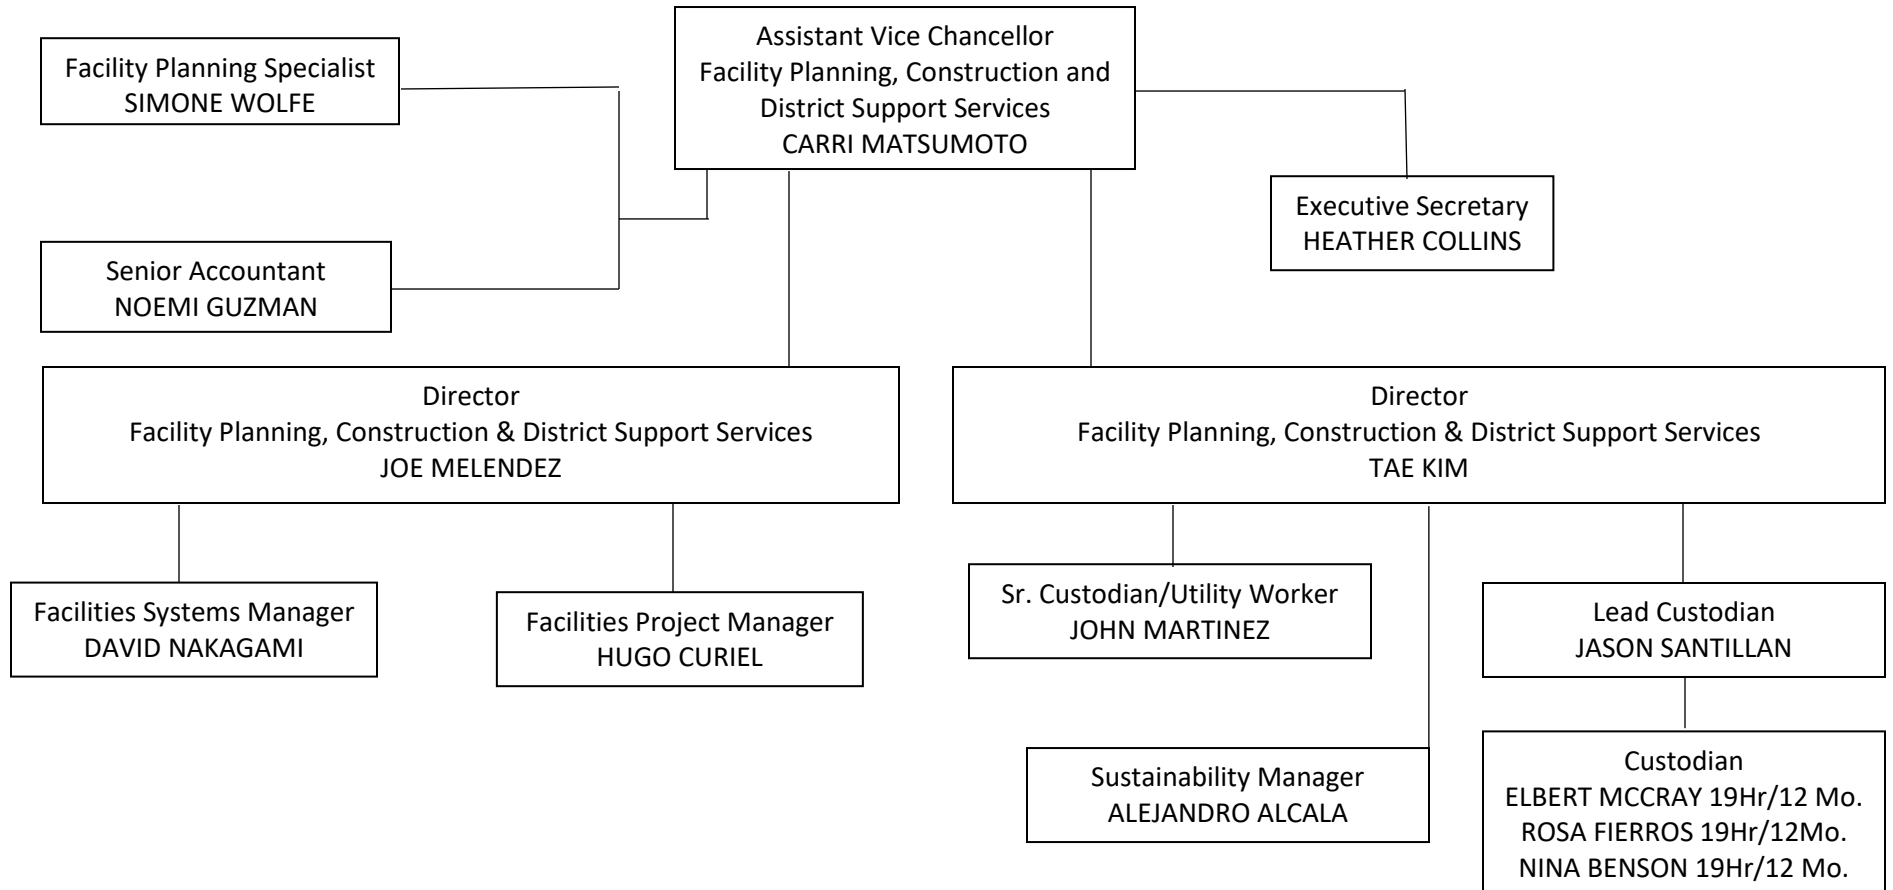 Assistant Vice Chancellor
Facility Planning, Construction and
District Support Services
CARRI MATSUMOTO
Facility Planning Specialist
SIMONE WOLFE
Executive Secretary
HEATHER COLLINS
Senior Accountant
NOEMI GUZMAN
Director
Facility Planning, Construction & District Support Services
JOE MELENDEZ
Director
Facility Planning, Construction & District Support Services
TAE KIM
Facilities Systems Manager
DAVID NAKAGAMI
Facilities Project Manager
HUGO CURIEL
Sr. Custodian/Utility Worker
JOHN MARTINEZ
Lead Custodian
JASON SANTILLAN
Sustainability Manager
ALEJANDRO ALCALA
Custodian
ELBERT MCCRAY 19Hr/12 Mo.
ROSA FIERROS 19Hr/12Mo.
NINA BENSON 19Hr/12 Mo.